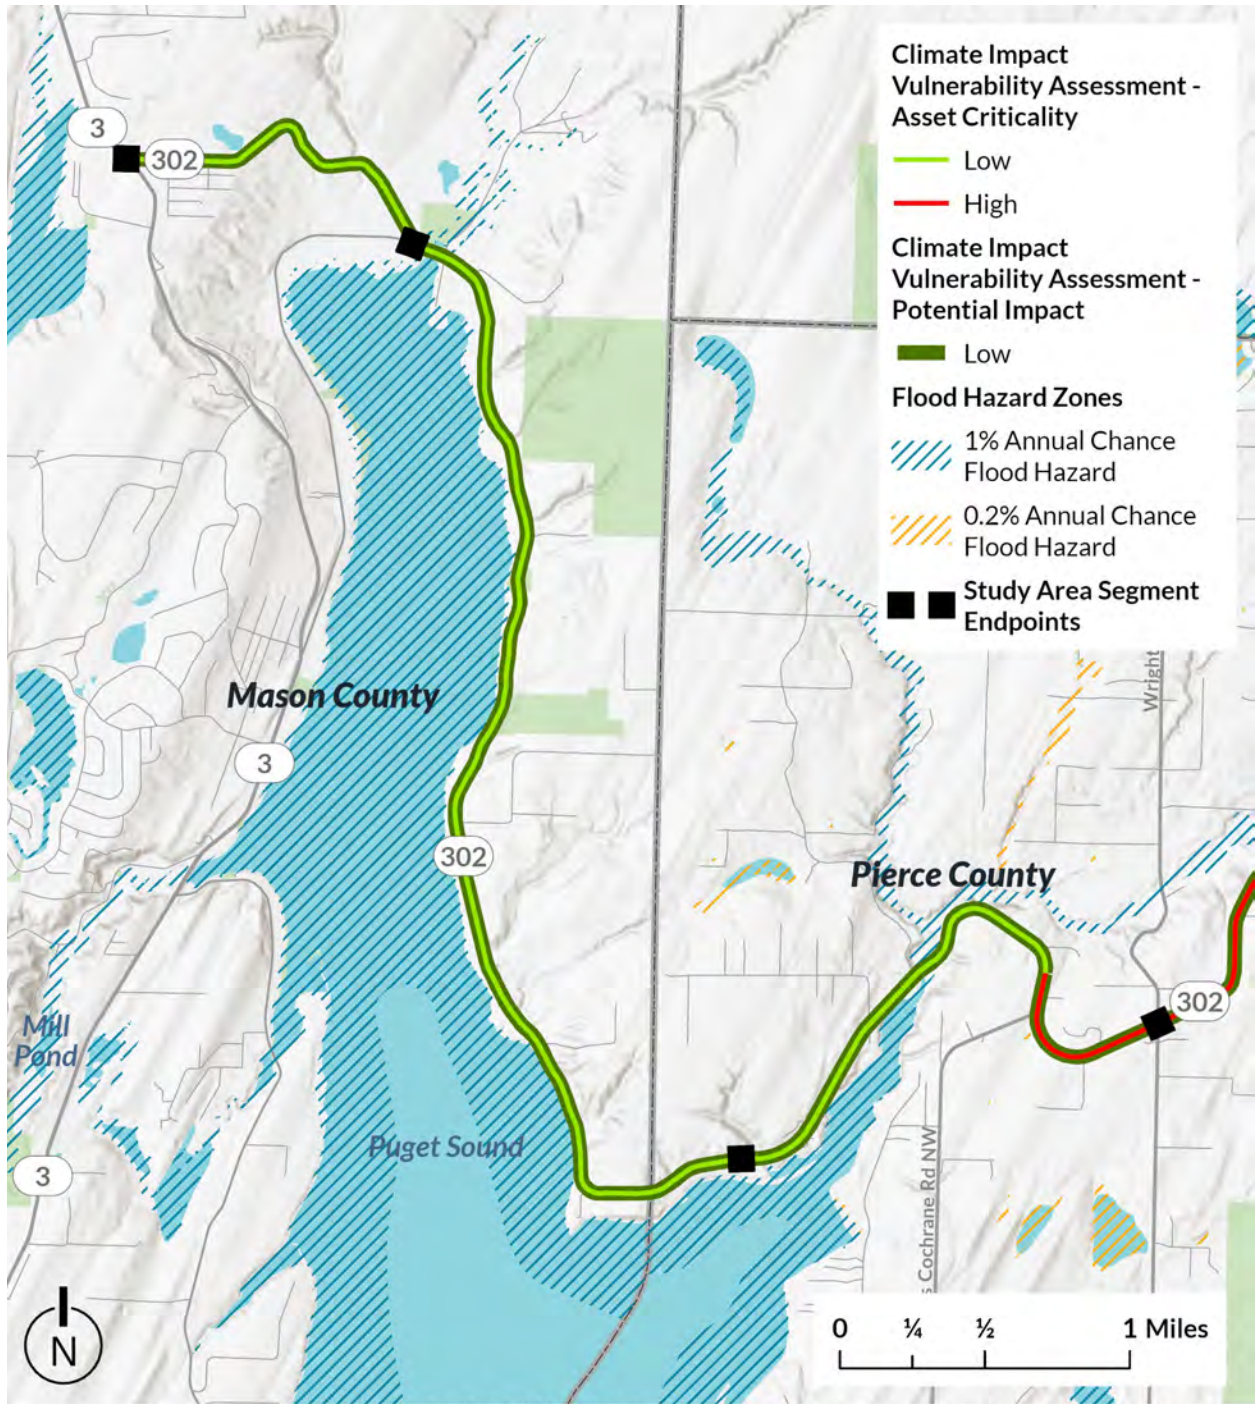 Climate Impact
Vulnerability Assessment -
Asset Criticality
Low
High
Climate Impact
Vulnerability Assessment -
Potential Impact
Low
Flood Hazard Zones
1% Annual Chance
Flood Hazard
0.2% Annual Chance
Flood Hazard
Study Area Segment
Endpoints
3
302
Wright
Mason County
3
302
Pierce County
302
Mill
Pond
Puget Sound
3
s Cochrane Rd NW
N
0 ¼ ½ 1 Miles